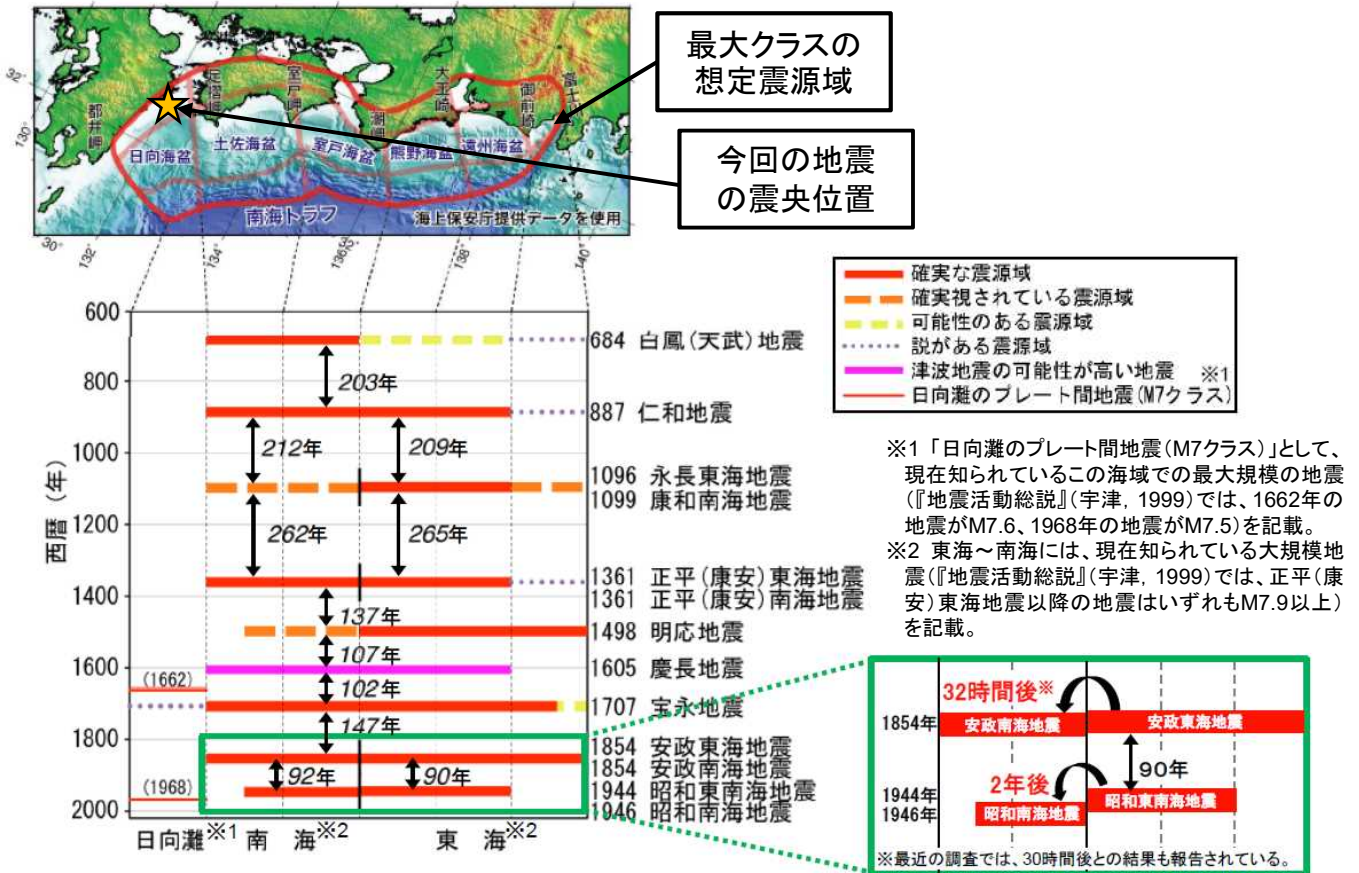 最大クラスの
想定震源域
今回の地震
の震央位置
32°
130°
30°
132°
134°
138°
140°
都井岬
足摺岬
室戸岬
潮岬
大王崎
御前崎
富士川
日向海盆
土佐海盆
室戸海盆
熊野海盆
遠州海盆
南海トラフ
海上保安庁提供データを使用
確実な震源域
確実視されている震源域
可能性のある震源域
説がある震源域
津波地震の可能性が高い地震 ※1
日向灘のプレート間地震(M7クラス)
西暦(年)
600
800
1000
1200
1400
1600
1800
2000
684 白鳳(天武)地震
203年
887 仁和地震
212年
209年
1096 永長東海地震
1099 康和南海地震
262年
265年
1361 正平(康安)東海地震
1361 正平(康安)南海地震
137年
1498 明応地震
107年
1605 慶長地震
(1662)
102年
1707 宝永地震
147年
1854 安政東海地震
1854 安政南海地震
92年
90年
(1968)
1944 昭和東南海地震
1946 昭和南海地震
日向灘※1
南 海※2
東 海※2
※1 「日向灘のプレート間地震(M7クラス)」として、
現在知られているこの海域での最大規模の地震
(『地震活動総説』(宇津, 1999)では、1662年の
地震がM7.6、1968年の地震がM7.5)を記載。
※2 東海~南海には、現在知られている大規模地
震(『地震活動総説』(宇津, 1999)では、正平(康
安)東海地震以降の地震はいずれもM7.9以上)
を記載。
32時間後※
1854年
安政南海地震
安政東海地震
90年
2年後
1944年
1946年
昭和東南海地震
昭和南海地震
※最近の調査では、30時間後との結果も報告されている。